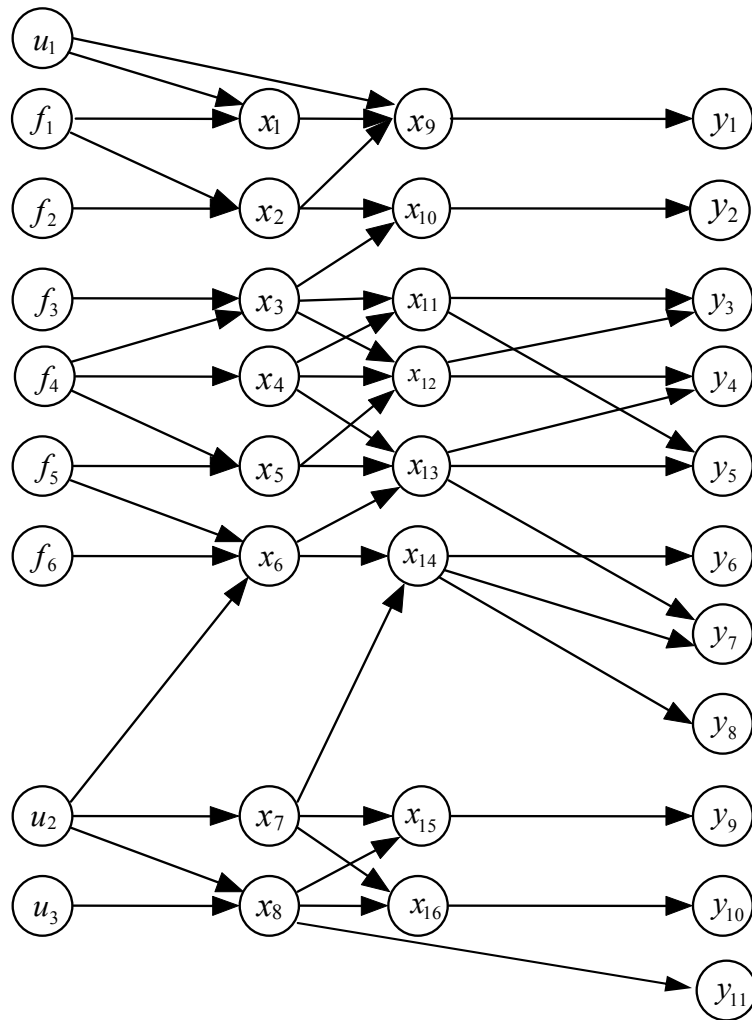 u₁
f₁ x₁ x₉ y₁
f₂ x₂ x₁₀ y₂
f₃ x₃ x₁₁ y₃
f₄ x₄ x₁₂ y₄
f₅ x₅ x₁₃ y₅
f₆ x₆ x₁₄ y₆
y₇
y₈
u₂ x₇ x₁₅ y₉
u₃ x₈ x₁₆ y₁₀
y₁₁